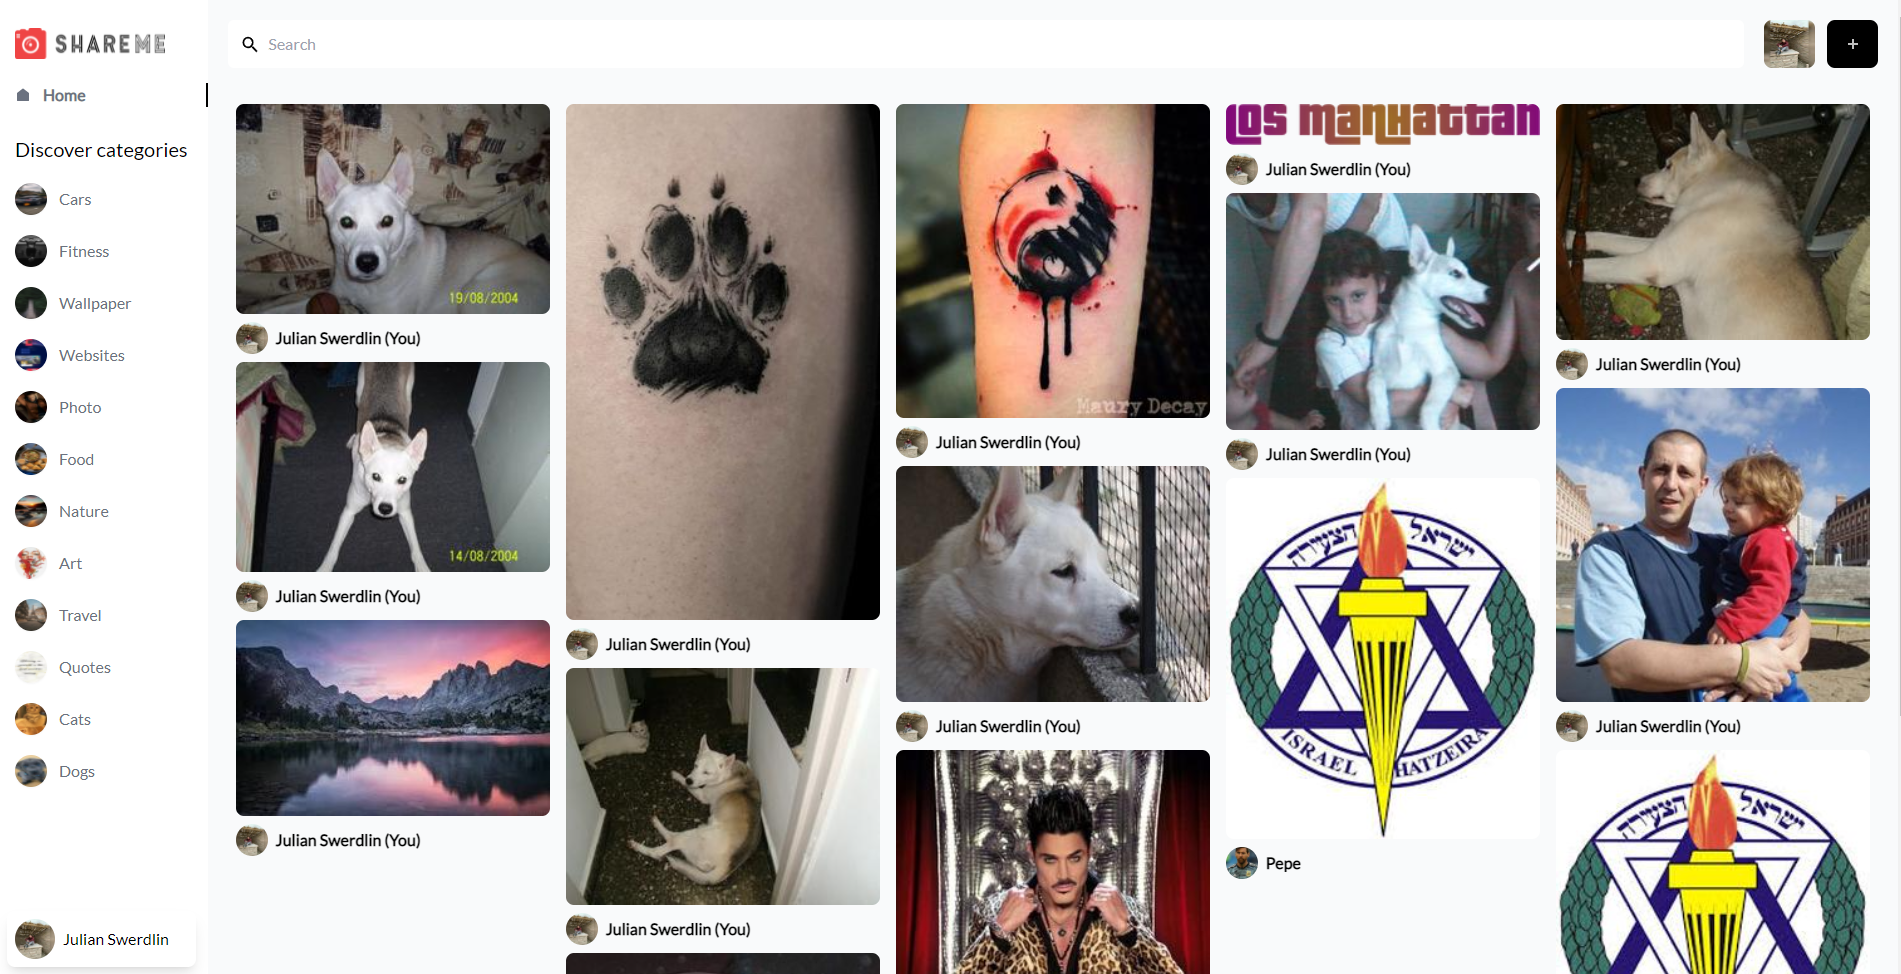 SHAREME
Search
+
Home
Discover categories
Cars
Fitness
Wallpaper
Websites
Photo
Food
Nature
Art
Travel
Quotes
Cats
Dogs
Julian Swerdlin
19/08/2004
Julian Swerdlin (You)
14/08/2004
Julian Swerdlin (You)
Julian Swerdlin (You)
Julian Swerdlin (You)
Julian Swerdlin (You)
Maury Decay
Julian Swerdlin (You)
Julian Swerdlin (You)
Los Manhattan
Julian Swerdlin (You)
Julian Swerdlin (You)
ישראל הצעירה
ISRAEL HATZEIRA
Pepe
Julian Swerdlin (You)
Julian Swerdlin (You)
ישראל הצעירה